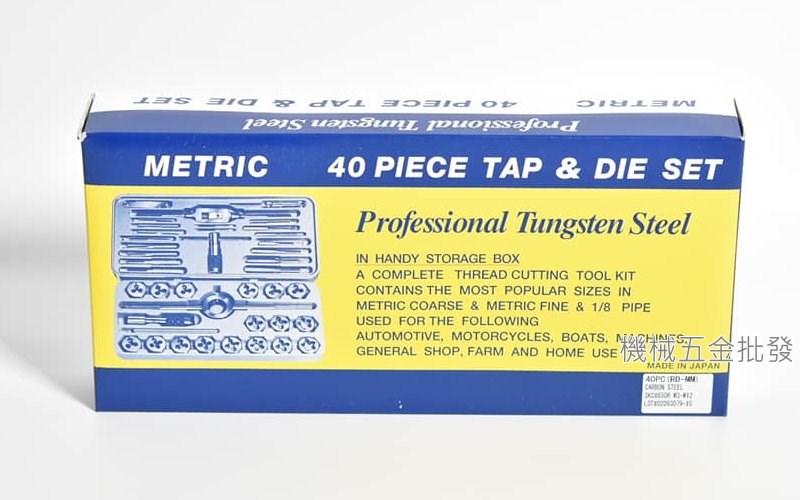 METRIC 40 PIECE TAP & DIE SET
Professional Tungsten Steel
METRIC 40 PIECE TAP & DIE SET
Professional Tungsten Steel
IN HANDY STORAGE BOX
A COMPLETE THREAD CUTTING TOOL KIT
CONTAINS THE MOST POPULAR SIZES IN
METRIC COARSE & METRIC FINE & 1/8 PIPE
USED FOR THE FOLLOWING
AUTOMOTIVE, MOTORCYCLES, BOATS, MACHINES,
GENERAL SHOP, FARM AND HOME USE
機械五金批發
MADE IN JAPAN
40PC(RD-MM)
CARBON STEEL